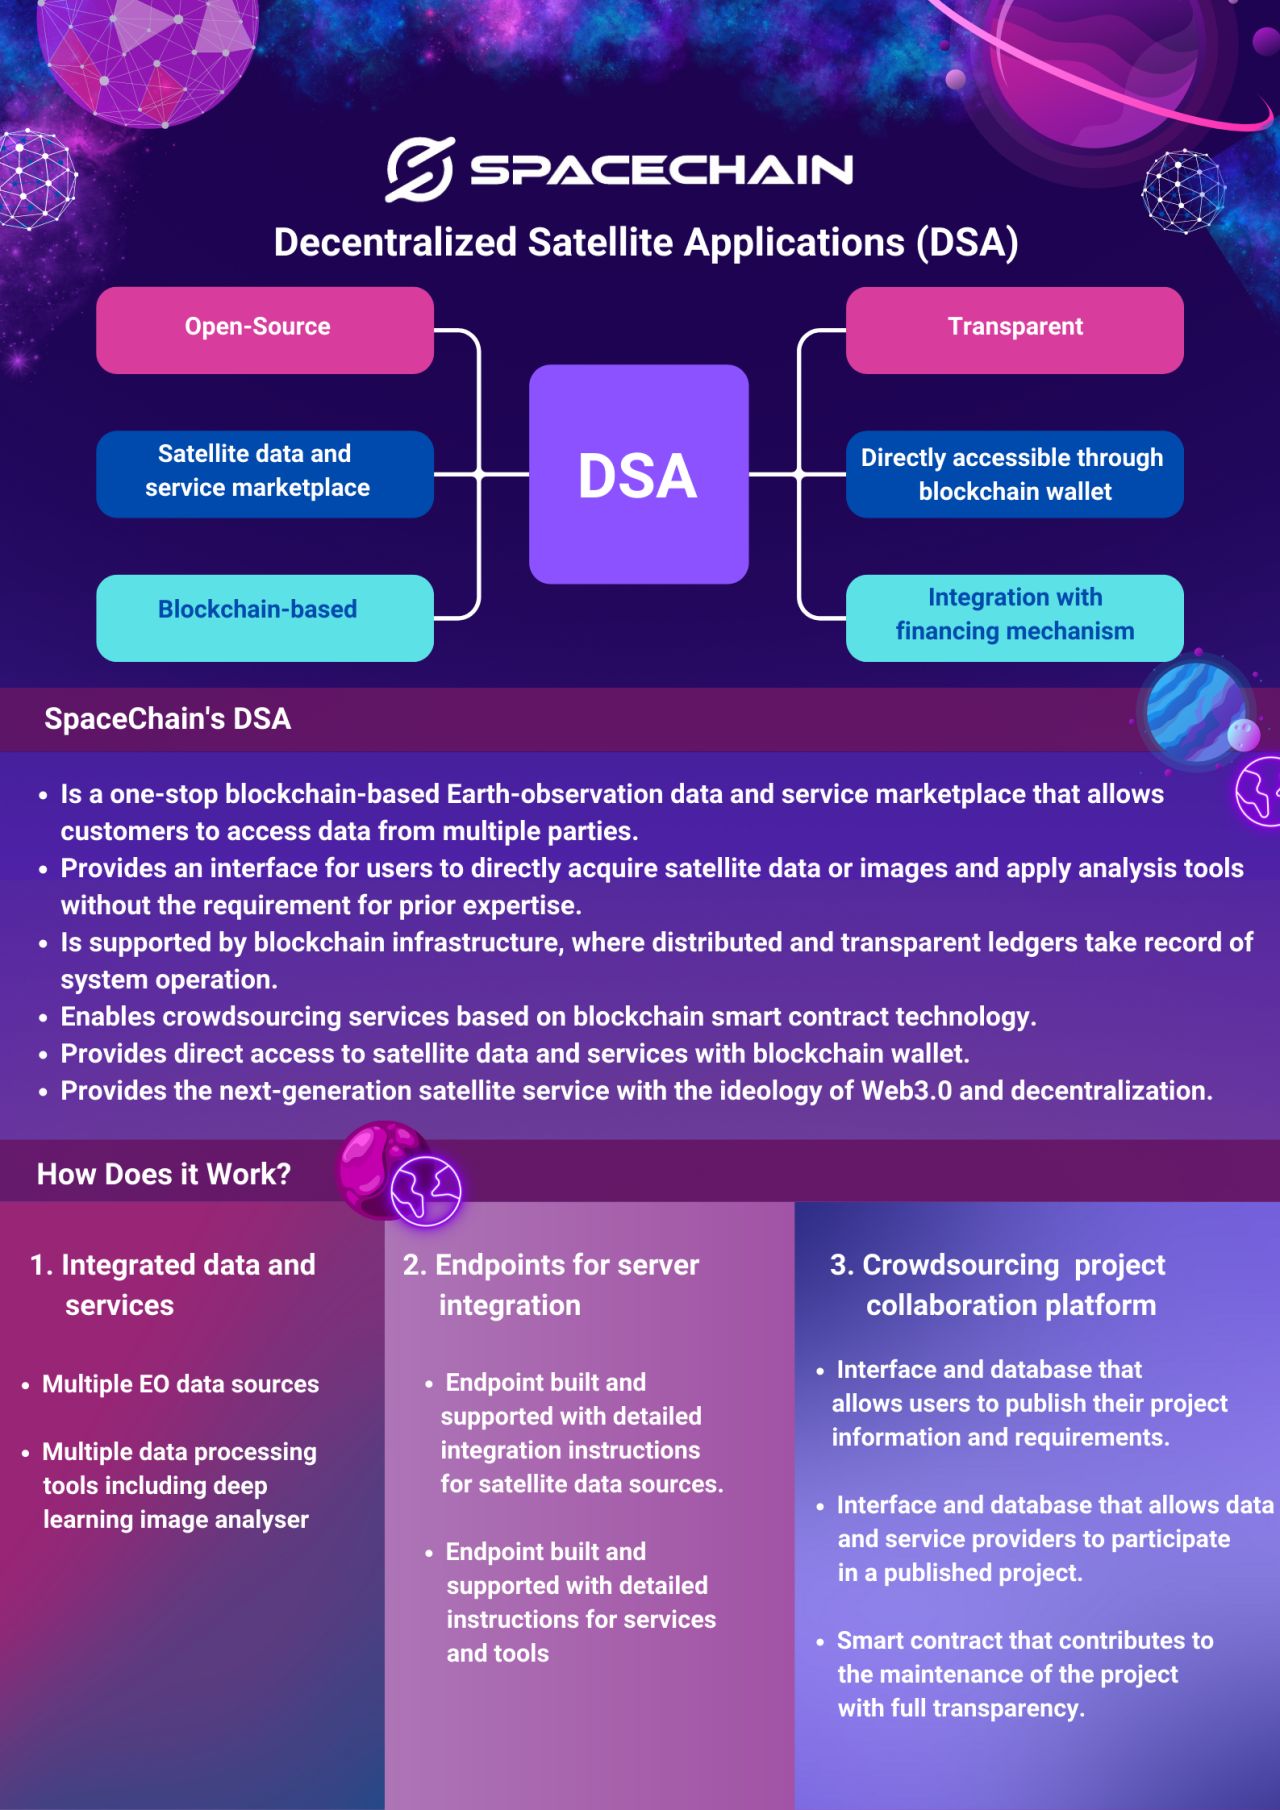 SPACECHAIN
Decentralized Satellite Applications (DSA)
Open-Source
Satellite data and
service marketplace
Blockchain-based
DSA
Transparent
Directly accessible through
blockchain wallet
Integration with
financing mechanism
SpaceChain's DSA
• Is a one-stop blockchain-based Earth-observation data and service marketplace that allows
customers to access data from multiple parties.
• Provides an interface for users to directly acquire satellite data or images and apply analysis tools
without the requirement for prior expertise.
• Is supported by blockchain infrastructure, where distributed and transparent ledgers take record of
system operation.
• Enables crowdsourcing services based on blockchain smart contract technology.
• Provides direct access to satellite data and services with blockchain wallet.
• Provides the next-generation satellite service with the ideology of Web3.0 and decentralization.
How Does it Work?
1. Integrated data and
services
• Multiple EO data sources
• Multiple data processing
tools including deep
learning image analyser
2. Endpoints for server
integration
• Endpoint built and
supported with detailed
integration instructions
for satellite data sources.
• Endpoint built and
supported with detailed
instructions for services
and tools
3. Crowdsourcing project
collaboration platform
• Interface and database that
allows users to publish their project
information and requirements.
• Interface and database that allows data
and service providers to participate
in a published project.
• Smart contract that contributes to
the maintenance of the project
with full transparency.